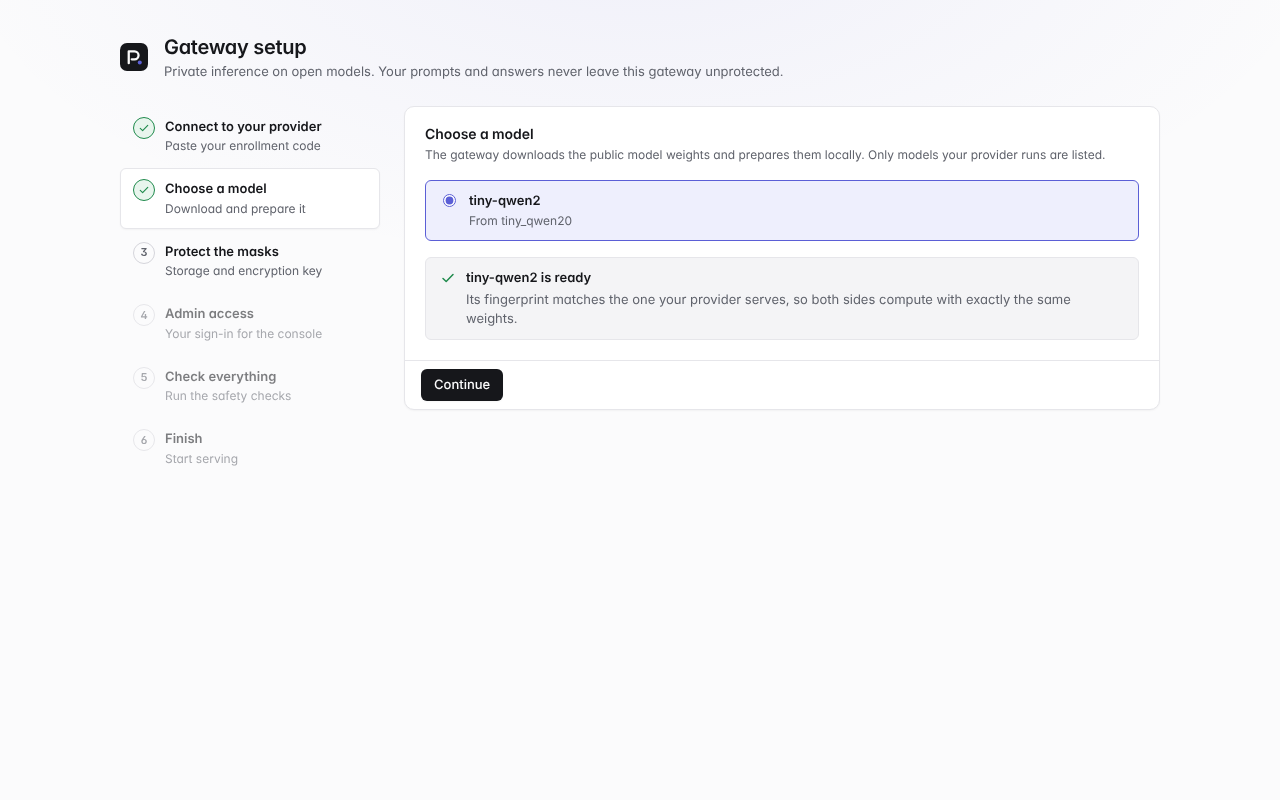 P.
Gateway setup
Private inference on open models. Your prompts and answers never leave this gateway unprotected.
Connect to your provider
Paste your enrollment code
Choose a model
Download and prepare it
3
Protect the masks
Storage and encryption key
4
Admin access
Your sign-in for the console
5
Check everything
Run the safety checks
6
Finish
Start serving
Choose a model
The gateway downloads the public model weights and prepares them locally. Only models your provider runs are listed.
tiny-qwen2
From tiny_qwen20
tiny-qwen2 is ready
Its fingerprint matches the one your provider serves, so both sides compute with exactly the same
weights.
Continue